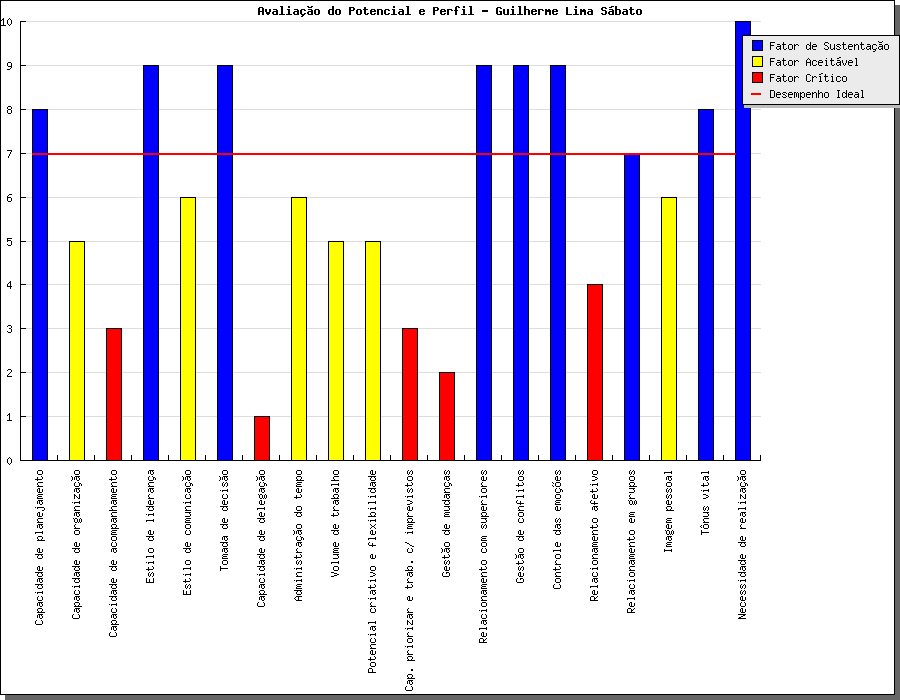 Avaliação do Potencial e Perfil - Guilherme Lima Sábato
10
9
8
7
6
5
4
3
2
1
0
Fator de Sustentação
Fator Aceitável
Fator Crítico
Desempenho Ideal
Capacidade de planejamento
Capacidade de organização
Capacidade de acompanhamento
Estilo de liderança
Estilo de comunicação
Tomada de decisão
Capacidade de delegação
Administração do tempo
Volume de trabalho
Potencial criativo e flexibilidade
Cap. priorizar e trab. c/ imprevistos
Gestão de mudanças
Relacionamento com superiores
Gestão de conflitos
Controle das emoções
Relacionamento afetivo
Relacionamento em grupos
Imagem pessoal
Tônus vital
Necessidade de realização